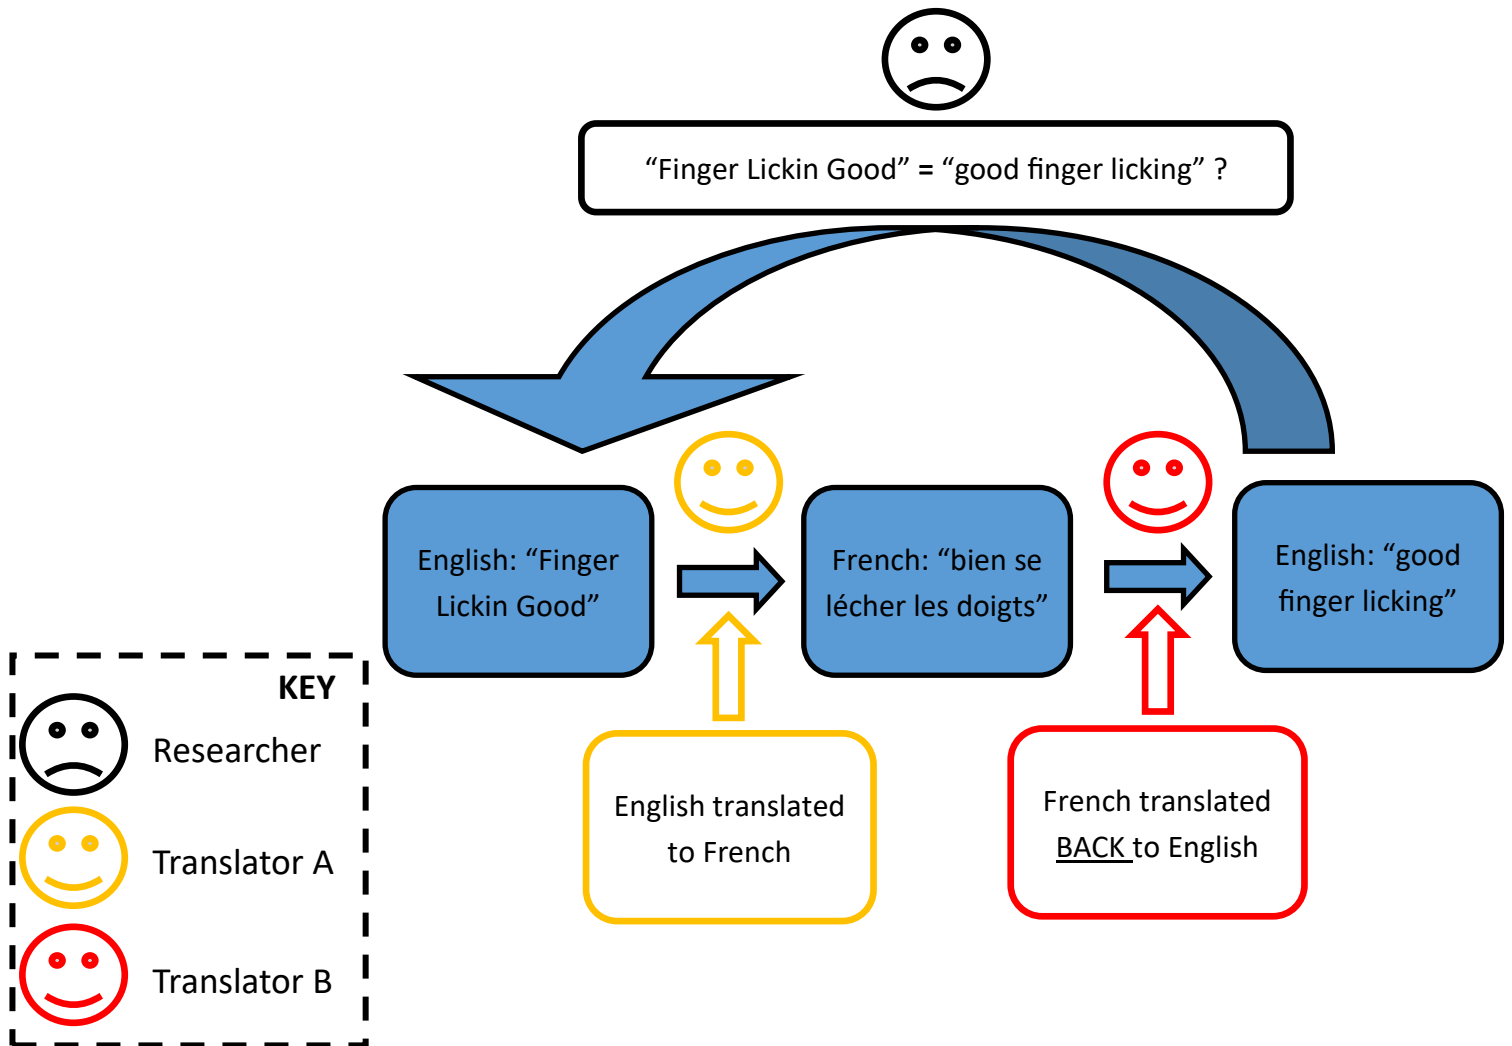 “Finger Lickin Good” = “good finger licking” ?
English: “Finger
Lickin Good”
French: “bien se
lécher les doigts”
English: “good
finger licking”
English translated
to French
French translated
BACK to English
KEY
Researcher
Translator A
Translator B